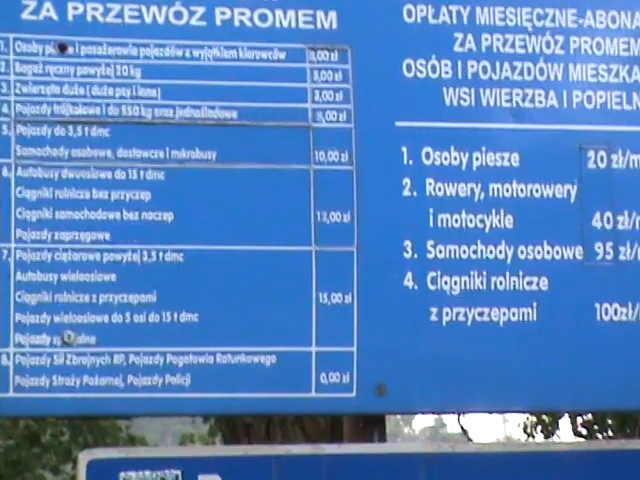 ZA PRZEWÓZ PROMEM
1. Osoby i pasażerowie pojazdów z wyjątkiem kierowców
2. Bagaż ręczny powyżej 20 kg 5,00 zł
3. Zwierzęta duże (duże psy i inne) 3,00 zł
4. Pojazdy trójkołowe i do 550 kg oraz jednośladowe
5. Pojazdy do 3,5 t dmc
Samochody osobowe, dostawcze i mikrobusy 10,00 zł
6. Autobusy dwuosiowe do 15 t dmc
Ciągniki rolnicze bez przyczep
Ciągniki samochodowe bez naczep
Pojazdy zaprzęgowe
7. Pojazdy ciężarowe powyżej 3,5 t dmc
Autobusy wieloosiowe
Ciągniki rolnicze z przyczepami 15,00 zł
Pojazdy wieloosiowe do 5 osi do 15 t dmc
Pojazdy
8. Pojazdy Sił Zbrojnych RP, Pojazdy Pogotowia Ratunkowego
Pojazdy Straży Pożarnej, Pojazdy Policji 0,00 zł
OPŁATY MIESIĘCZNE-ABONA
ZA PRZEWÓZ PROMEM
OSÓB I POJAZDÓW MIESZKA
WSI WIERZBA I POPIELN
1. Osoby piesze 20 zł/m
2. Rowery, motorowery
i motocykle 40 zł/
3. Samochody osobowe 95 zł/
4. Ciągniki rolnicze
z przyczepami 100zł/